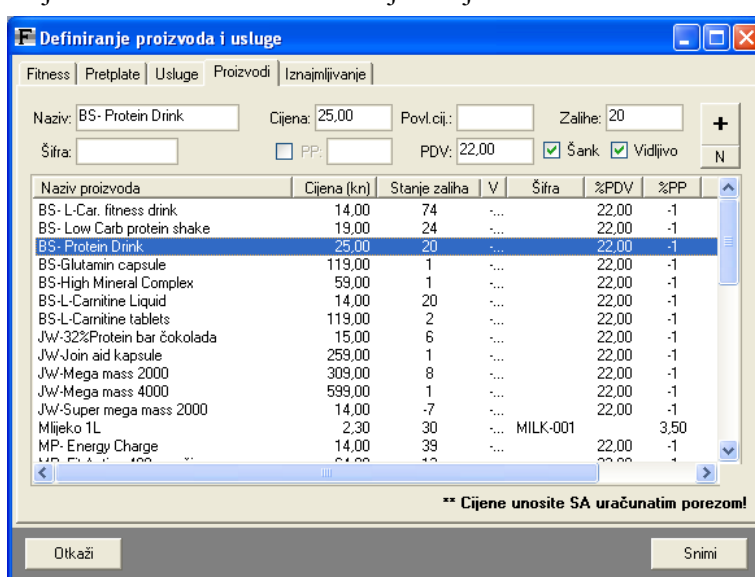 F Definiranje proizvoda i usluge
Fitness Pretplate Usluge Proizvodi Iznajmljivanje
Naziv: BS- Protein Drink Cijena: 25,00 Povl.cij.: Zalihe: 20 +
Šifra: PP: PDV: 22,00 Šank Vidljivo N
Naziv proizvoda Cijena (kn) Stanje zaliha V Šifra %PDV %PP
BS- L-Car. fitness drink 14,00 74 -... 22,00 -1
BS- Low Carb protein shake 19,00 24 -... 22,00 -1
BS- Protein Drink 25,00 20 -... 22,00 -1
BS-Glutamin capsule 119,00 1 -... 22,00 -1
BS-High Mineral Complex 59,00 1 -... 22,00 -1
BS-L-Carnitine Liquid 14,00 20 -... 22,00 -1
BS-L-Carnitine tablets 119,00 2 -... 22,00 -1
JW-32%Protein bar čokolada 15,00 6 -... 22,00 -1
JW-Join aid kapsule 259,00 1 -... 22,00 -1
JW-Mega mass 2000 309,00 8 -... 22,00 -1
JW-Mega mass 4000 599,00 1 -... 22,00 -1
JW-Super mega mass 2000 14,00 -7 -... 22,00 -1
Mlijeko 1L 2,30 30 -... MILK-001 3,50
MP- Energy Charge 14,00 39 -... 22,00 -1
** Cijene unosite SA uračunatim porezom!
Otkaži Snimi